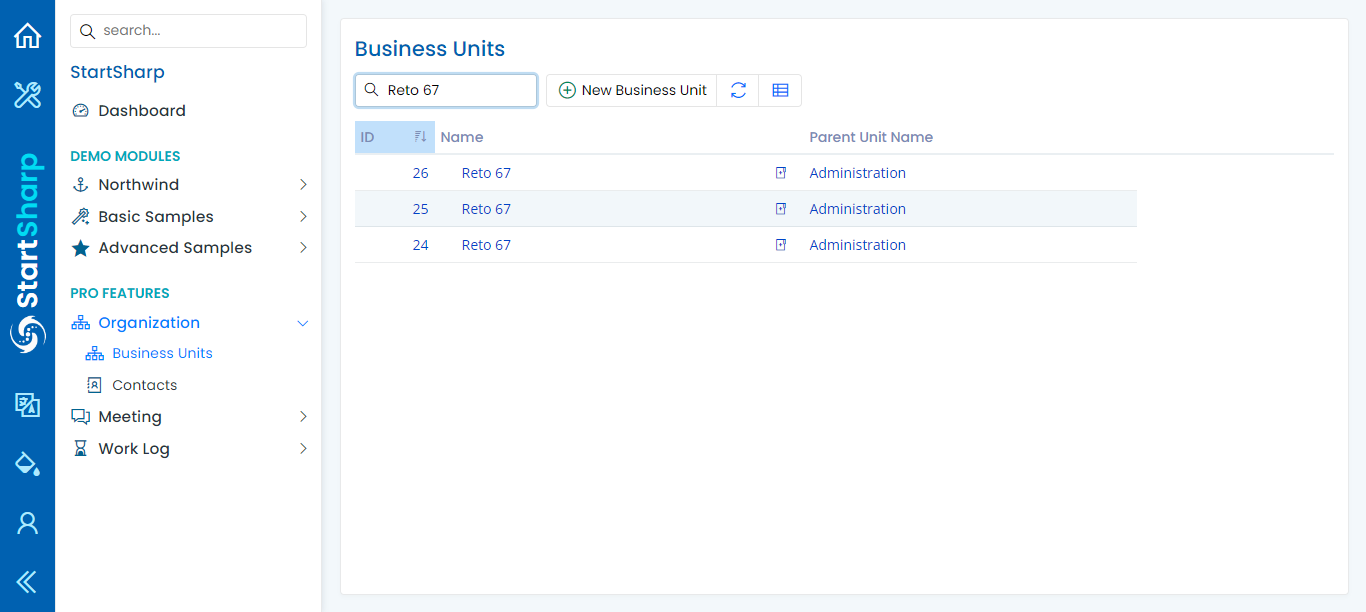 StartSharp
search...
StartSharp
Dashboard
DEMO MODULES
Northwind
Basic Samples
Advanced Samples
PRO FEATURES
Organization
Business Units
Contacts
Meeting
Work Log
Business Units
Reto 67 New Business Unit
ID Name Parent Unit Name
26 Reto 67 Administration
25 Reto 67 Administration
24 Reto 67 Administration